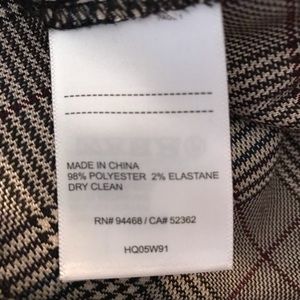 MADE IN CHINA
98% POLYESTER 2% ELASTANE
DRY CLEAN
RN# 94468 / CA# 52362
HQ05W91